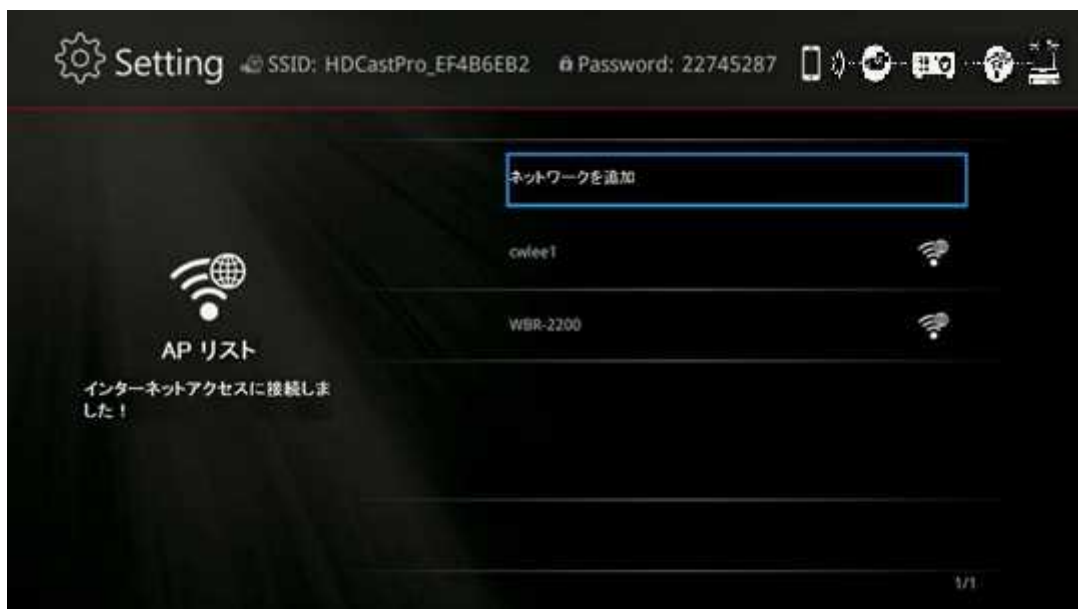 Setting SSID: HDCastPro_EF4B6EB2 Password: 22745287
ネットワークを追加
cwlee1
WBR-2200
AP リスト
インターネットアクセスに接続しま
した！
1/1